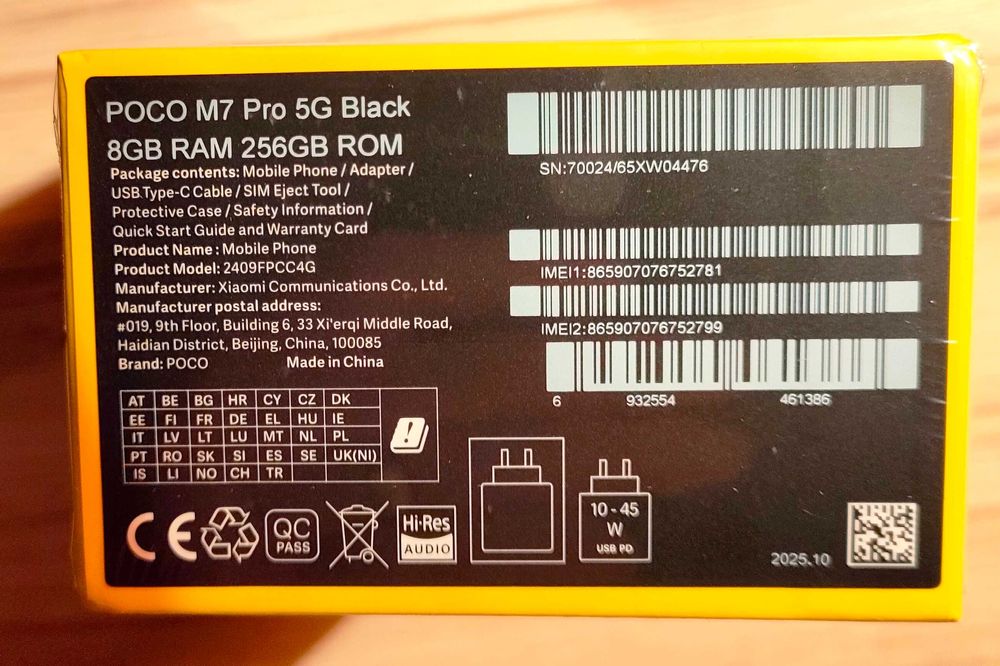 POCO M7 Pro 5G Black
8GB RAM 256GB ROM
Package contents: Mobile Phone / Adapter /
USB Type-C Cable / SIM Eject Tool /
Protective Case / Safety Information /
Quick Start Guide and Warranty Card
Product Name : Mobile Phone
Product Model: 2409FPCC4G
Manufacturer: Xiaomi Communications Co., Ltd.
Manufacturer postal address:
#019, 9th Floor, Building 6, 33 Xi'erqi Middle Road,
Haidian District, Beijing, China, 100085
Brand: POCO Made in China
SN:70024/65XW04476
IMEI1:865907076752781
IMEI2:865907076752799
6 932554 461386
AT BE BG HR CY CZ DK
EE FI FR DE EL HU IE
IT LV LT LU MT NL PL
PT RO SK SI ES SE UK(NI)
IS LI NO CH TR
!
CE
QC
PASS
Hi-Res
AUDIO
10 - 45
W
USB PD
2025.10